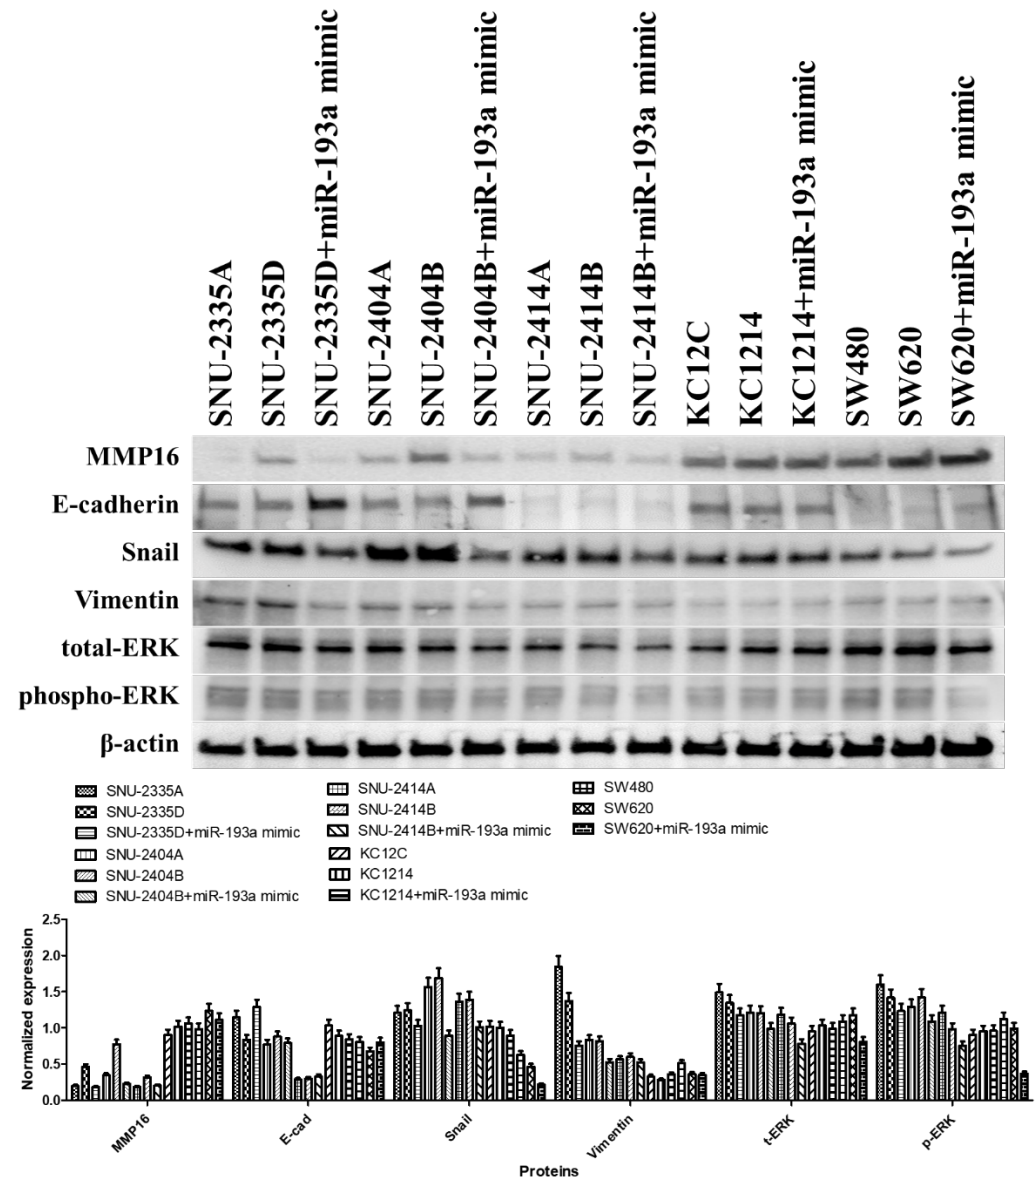 SNU-2335A
SNU-2335D
SNU-2335D+miR-193a mimic
SNU-2404A
SNU-2404B
SNU-2404B+miR-193a mimic
SNU-2414A
SNU-2414B
SNU-2414B+miR-193a mimic
KC12C
KC1214
KC1214+miR-193a mimic
SW480
SW620
SW620+miR-193a mimic
MMP16
E-cadherin
Snail
Vimentin
total-ERK
phospho-ERK
β-actin
SNU-2335A
SNU-2335D
SNU-2335D+miR-193a mimic
SNU-2404A
SNU-2404B
SNU-2404B+miR-193a mimic
SNU-2414A
SNU-2414B
SNU-2414B+miR-193a mimic
KC12C
KC1214
KC1214+miR-193a mimic
SW480
SW620
SW620+miR-193a mimic
Normalized expression
2.5
2.0
1.5
1.0
0.5
0.0
MMP16
E-cad
Snail
Vimentin
t-ERK
p-ERK
Proteins